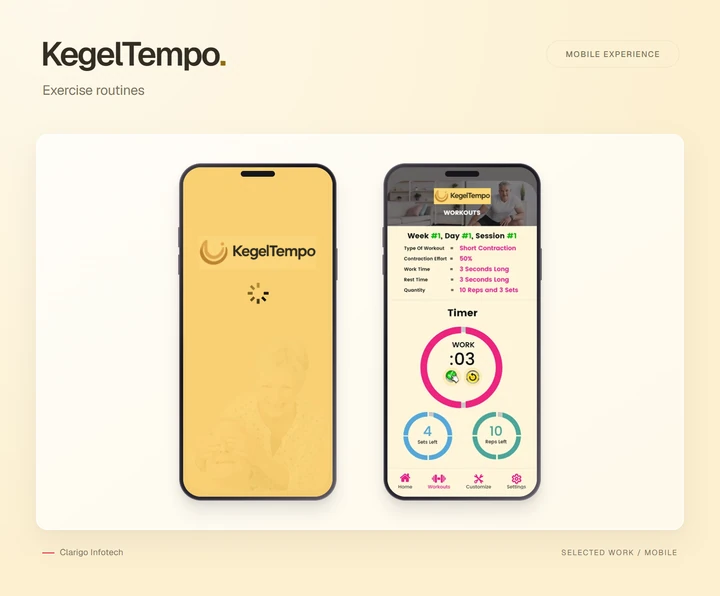 KegelTempo.
MOBILE EXPERIENCE
Exercise routines
KegelTempo
KegelTempo
WORKOUTS
Week #1, Day #1, Session #1
Type Of Workout » Short Contraction
Contraction Effort » 50%
Work Time » 3 Seconds Long
Rest Time » 3 Seconds Long
Quantity » 10 Reps and 3 Sets
Timer
WORK
:03
4
Sets Left
10
Reps Left
Home
Workouts
Customize
Settings
Clarigo Infotech
SELECTED WORK / MOBILE